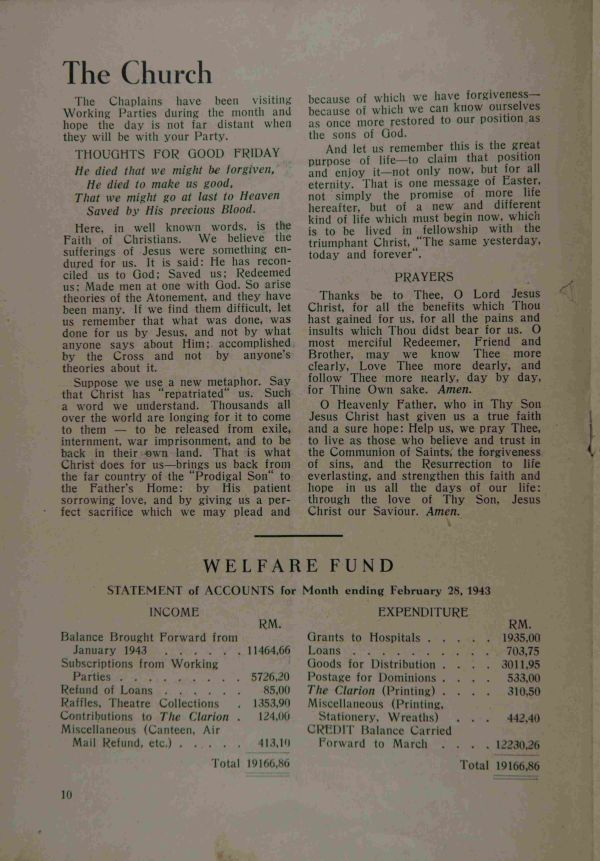 The Church
The Chaplains have been visiting
Working Parties during the month and
hope the day is not far distant when
they will be with your Party.
THOUGHTS FOR GOOD FRIDAY
He died that we might be forgiven,
He died to make us good,
That we might go at last to Heaven
Saved by His precious Blood.
Here, in well known words, is the
Faith of Christians. We believe the
sufferings of Jesus were something en-
dured for us. It is said: He has recon-
ciled us to God; Saved us; Redeemed
us; Made men at one with God. So arise
theories of the Atonement, and they have
been many. If we find them difficult, let
us remember that what was done, was
done for us by Jesus, and not by what
anyone says about Him; accomplished
by the Cross and not by anyone's
theories about it.
Suppose we use a new metaphor. Say
that Christ has "repatriated" us. Such
a word we understand. Thousands all
over the world are longing for it to come
to them — to be released from exile,
internment, war imprisonment, and to be
back in their own land. That is what
Christ does for us—brings us back from
the far country of the "Prodigal Son" to
the Father's Home: by His patient
sorrowing love, and by giving us a per-
fect sacrifice which we may plead and
because of which we have forgiveness—
because of which we can know ourselves
as once more restored to our position as
the sons of God.
And let us remember this is the great
purpose of life—to claim that position
and enjoy it—not only now, but for all
eternity. That is one message of Easter,
not simply the promise of more life
hereafter, but of a new and different
kind of life which must begin now, which
is to be lived in fellowship with the
triumphant Christ, "The same yesterday,
today and forever".
PRAYERS
Thanks be to Thee, O Lord Jesus
Christ, for all the benefits which Thou
hast gained for us, for all the pains and
insults which Thou didst bear for us. O
most merciful Redeemer, Friend and
Brother, may we know Thee more
clearly, Love Thee more dearly, and
follow Thee more nearly, day by day,
for Thine Own sake. Amen.
O Heavenly Father, who in Thy Son
Jesus Christ hast given us a true faith
and a sure hope: Help us, we pray Thee,
to live as those who believe and trust in
the Communion of Saints, the forgiveness
of sins, and the Resurrection to life
everlasting, and strengthen this faith and
hope in us all the days of our life:
through the love of Thy Son, Jesus
Christ our Saviour. Amen.
WELFARE FUND
STATEMENT of ACCOUNTS for Month ending February 28, 1943
INCOME
RM.
Balance Brought Forward from
January 1943 . . . . . . 11464,66
Subscriptions from Working
Parties . . . . . . . . . 5726,20
Refund of Loans . . . . . . 85,00
Raffles, Theatre Collections . 1353,90
Contributions to The Clarion . 124,00
Miscellaneous (Canteen, Air
Mail Refund, etc.) . . . . . 413,10
Total 19166,86
EXPENDITURE
RM.
Grants to Hospitals . . . . . 1935,00
Loans . . . . . . . . . . 703,75
Goods for Distribution . . . . 3011,95
Postage for Dominions . . . . 533,00
The Clarion (Printing) . . . . 310,50
Miscellaneous (Printing,
Stationery, Wreaths) . . . 442,40
CREDIT Balance Carried
Forward to March . . . . 12230,26
Total 19166,86
10